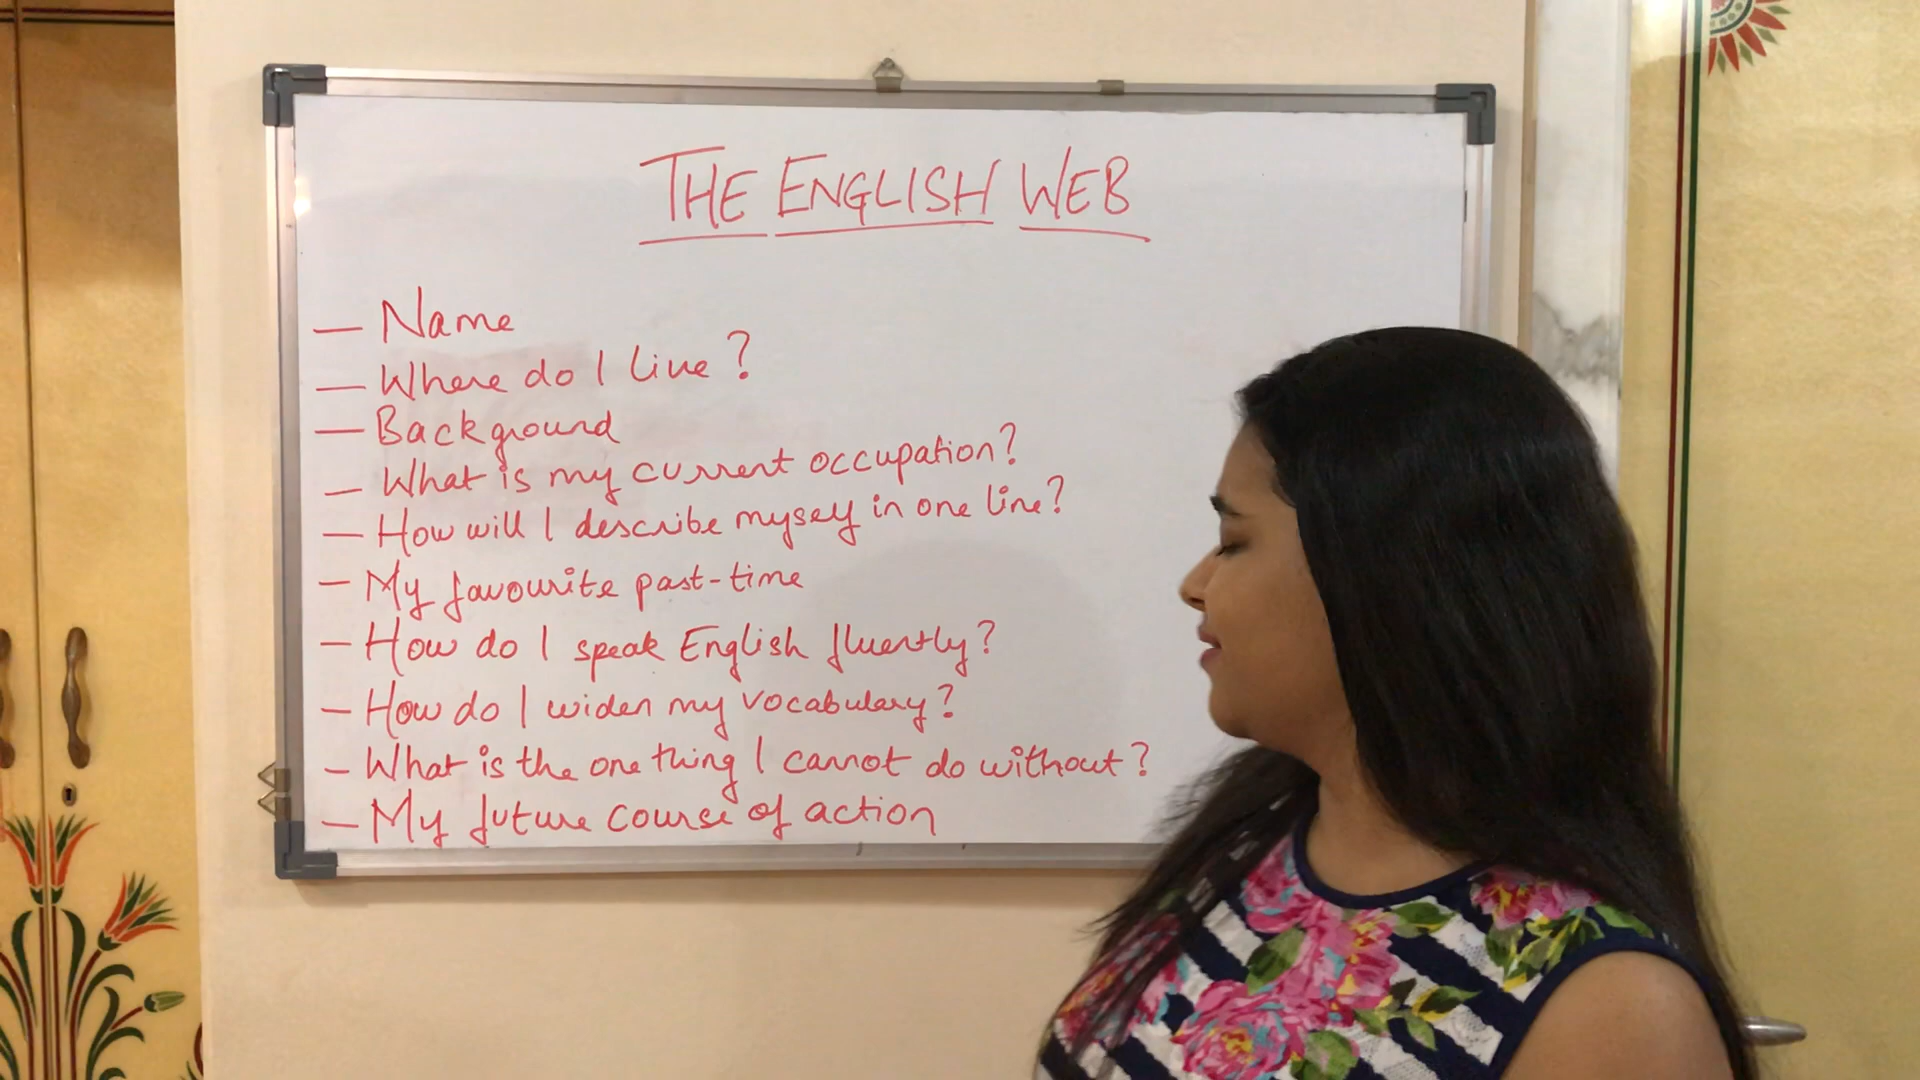 THE ENGLISH WEB
— Name
— Where do I live?
— Background
— What is my current occupation?
— How will I describe myself in one line?
— My favourite past-time
— How do I speak English fluently?
— How do I widen my vocabulary?
— What is the one thing I cannot do without?
— My future course of action